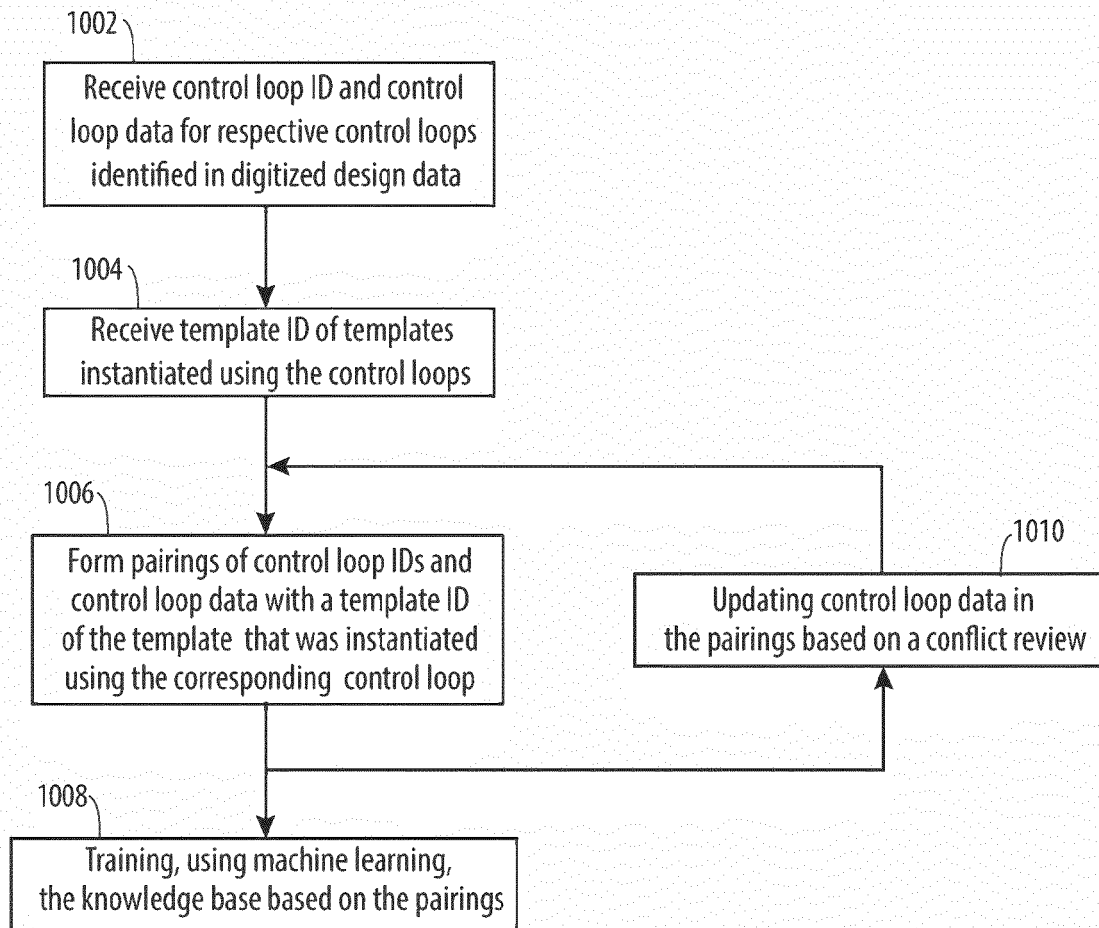 1002
Receive control loop ID and control
loop data for respective control loops
identified in digitized design data
1004
Receive template ID of templates
instantiated using the control loops
1006
Form pairings of control loop IDs and
control loop data with a template ID
of the template that was instantiated
using the corresponding control loop
1010
Updating control loop data in
the pairings based on a conflict review
1008
Training, using machine learning,
the knowledge base based on the pairings